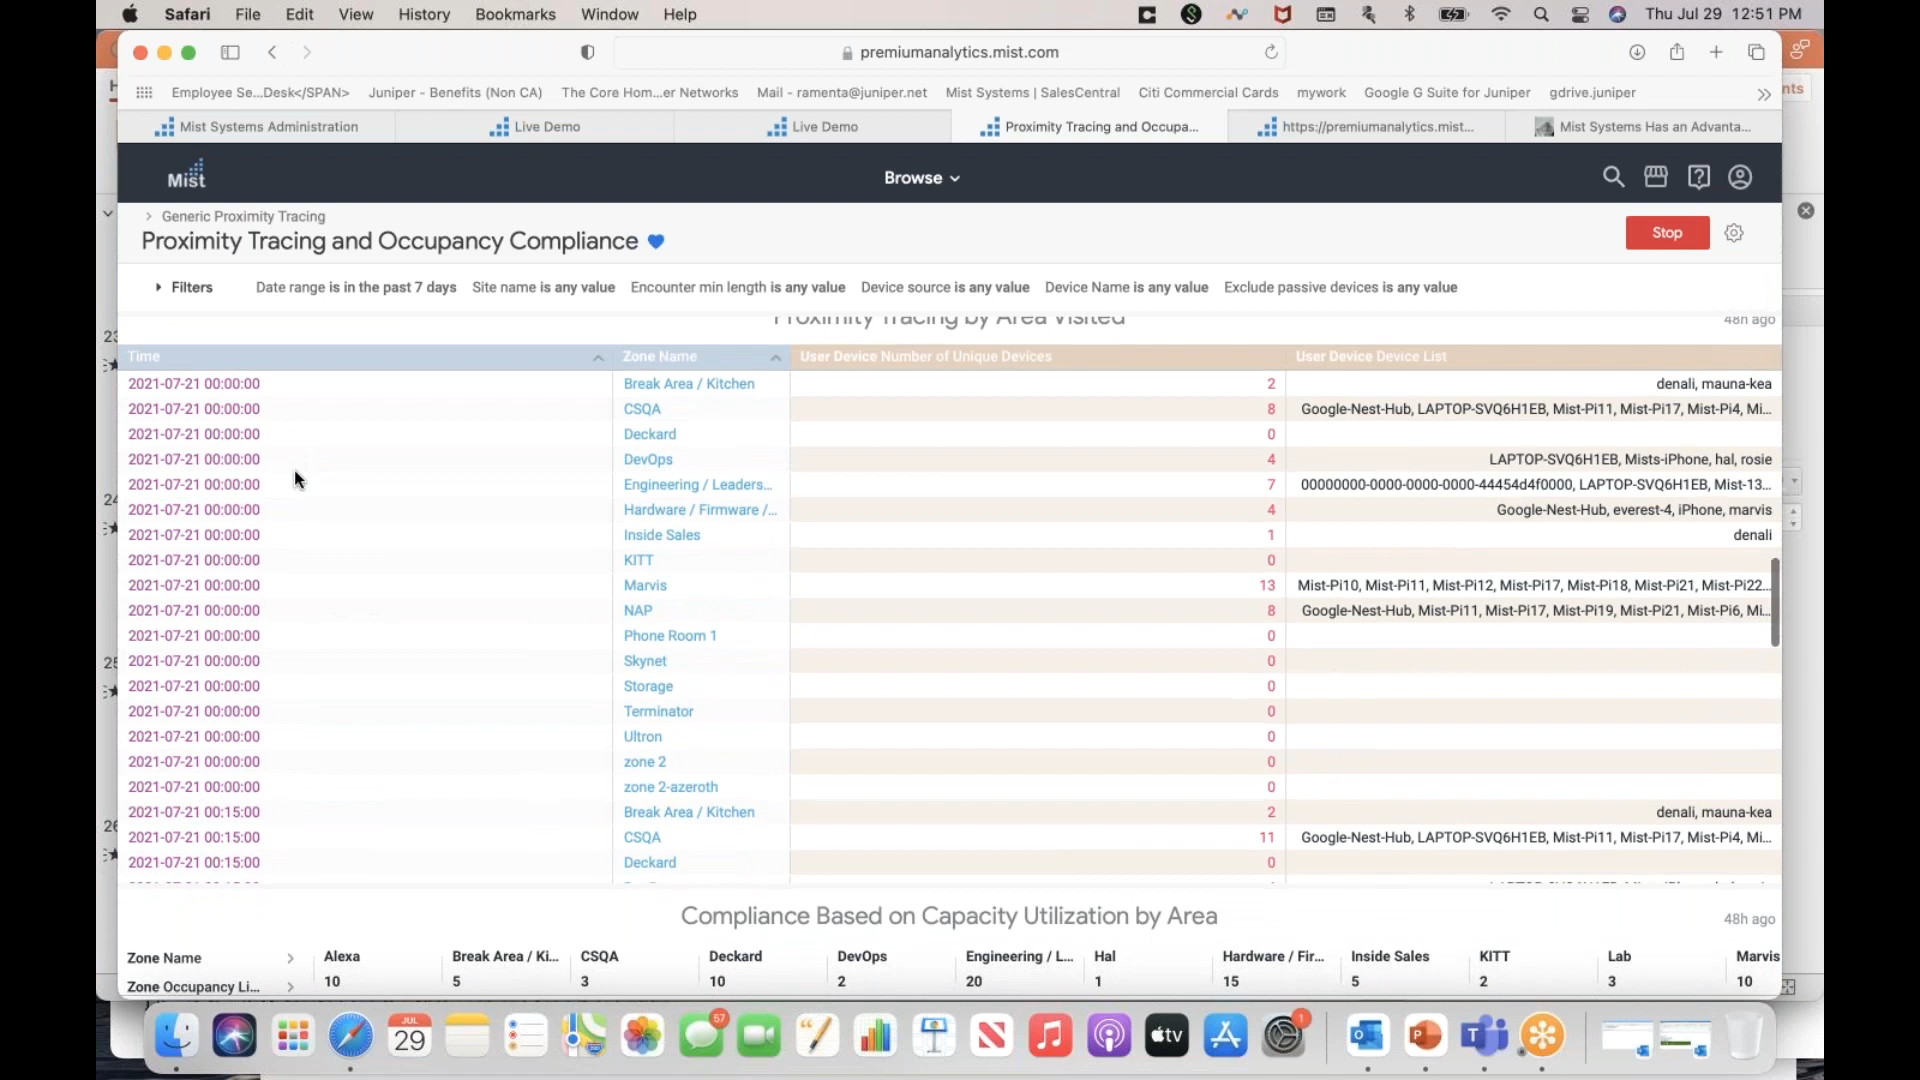 Safari File Edit View History Bookmarks Window Help Thu Jul 29 12:51 PM
premiumanalytics.mist.com
Employee Se...Desk</SPAN> Juniper - Benefits (Non CA) The Core Hom...er Networks Mail - ramenta@juniper.net Mist Systems | SalesCentral Citi Commercial Cards mywork Google G Suite for Juniper gdrive.juniper
Mist Systems Administration Live Demo Live Demo Proximity Tracing and Occupa... https://premiumanalytics.mist... Mist Systems Has an Advanta...
Mist Browse
Generic Proximity Tracing
Proximity Tracing and Occupancy Compliance Stop
Filters Date range is in the past 7 days Site name is any value Encounter min length is any value Device source is any value Device Name is any value Exclude passive devices is any value
Proximity Tracing by Area Visited 48h ago
Time Zone Name User Device Number of Unique Devices User Device Device List
2021-07-21 00:00:00 Break Area / Kitchen 2 denali, mauna-kea
2021-07-21 00:00:00 CSQA 8 Google-Nest-Hub, LAPTOP-SVQ6H1EB, Mist-Pi11, Mist-Pi17, Mist-Pi4, Mi...
2021-07-21 00:00:00 Deckard 0
2021-07-21 00:00:00 DevOps 4 LAPTOP-SVQ6H1EB, Mists-iPhone, hal, rosie
2021-07-21 00:00:00 Engineering / Leaders... 7 00000000-0000-0000-0000-44454d4f0000, LAPTOP-SVQ6H1EB, Mist-13...
2021-07-21 00:00:00 Hardware / Firmware /... 4 Google-Nest-Hub, everest-4, iPhone, marvis
2021-07-21 00:00:00 Inside Sales 1 denali
2021-07-21 00:00:00 KITT 0
2021-07-21 00:00:00 Marvis 13 Mist-Pi10, Mist-Pi11, Mist-Pi12, Mist-Pi17, Mist-Pi18, Mist-Pi21, Mist-Pi22...
2021-07-21 00:00:00 NAP 8 Google-Nest-Hub, Mist-Pi11, Mist-Pi17, Mist-Pi19, Mist-Pi21, Mist-Pi6, Mi...
2021-07-21 00:00:00 Phone Room 1 0
2021-07-21 00:00:00 Skynet 0
2021-07-21 00:00:00 Storage 0
2021-07-21 00:00:00 Terminator 0
2021-07-21 00:00:00 Ultron 0
2021-07-21 00:00:00 zone 2 0
2021-07-21 00:00:00 zone 2-azeroth 0
2021-07-21 00:15:00 Break Area / Kitchen 2 denali, mauna-kea
2021-07-21 00:15:00 CSQA 11 Google-Nest-Hub, LAPTOP-SVQ6H1EB, Mist-Pi11, Mist-Pi17, Mist-Pi4, Mi...
2021-07-21 00:15:00 Deckard 0
Compliance Based on Capacity Utilization by Area 48h ago
Zone Name Alexa Break Area / Ki... CSQA Deckard DevOps Engineering / L... Hal Hardware / Fir... Inside Sales KITT Lab Marvis
Zone Occupancy Li... 10 5 3 10 2 20 1 15 5 2 3 10
57 JUL 29 tv 1